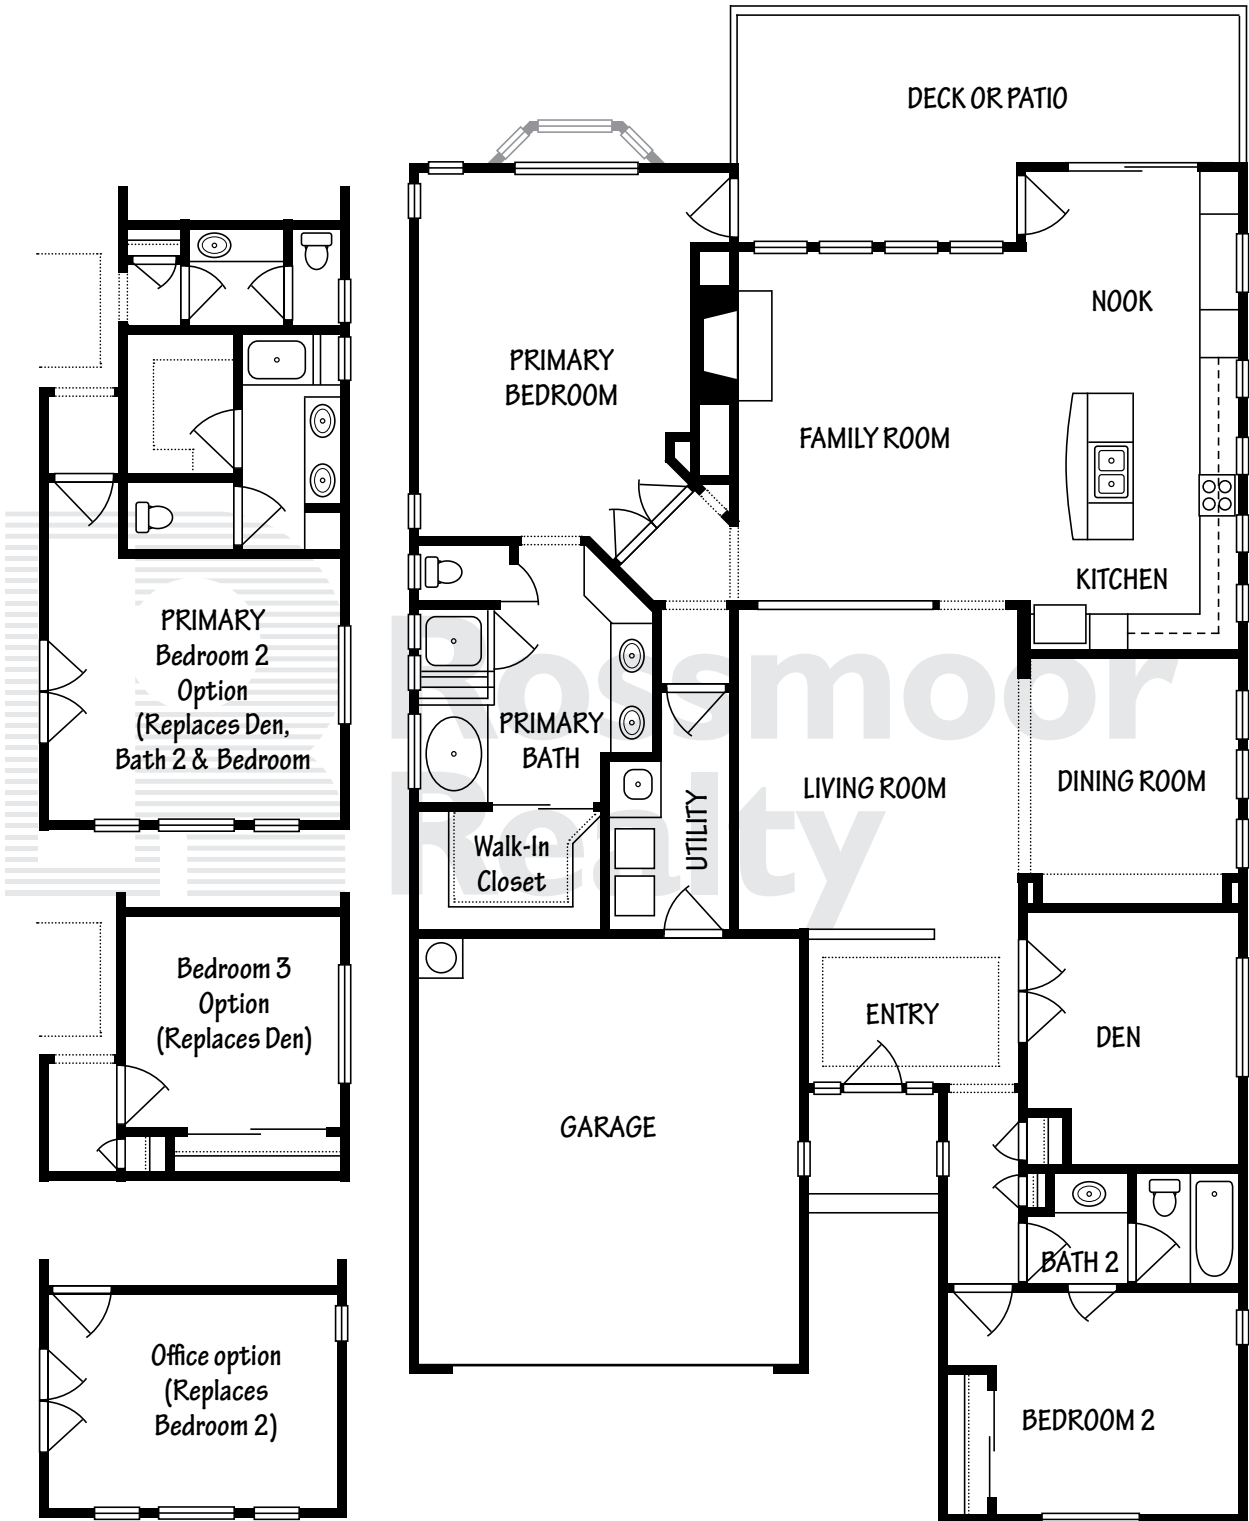 DECK OR PATIO
NOOK
PRIMARY
BEDROOM
FAMILY ROOM
KITCHEN
PRIMARY
Bedroom 2
Option
(Replaces Den,
Bath 2 & Bedroom
PRIMARY
BATH
Rossmoor
Realty
LIVING ROOM
DINING ROOM
UTILITY
Walk-In
Closet
Bedroom 3
Option
(Replaces Den)
ENTRY
DEN
GARAGE
BATH 2
Office option
(Replaces
Bedroom 2)
BEDROOM 2